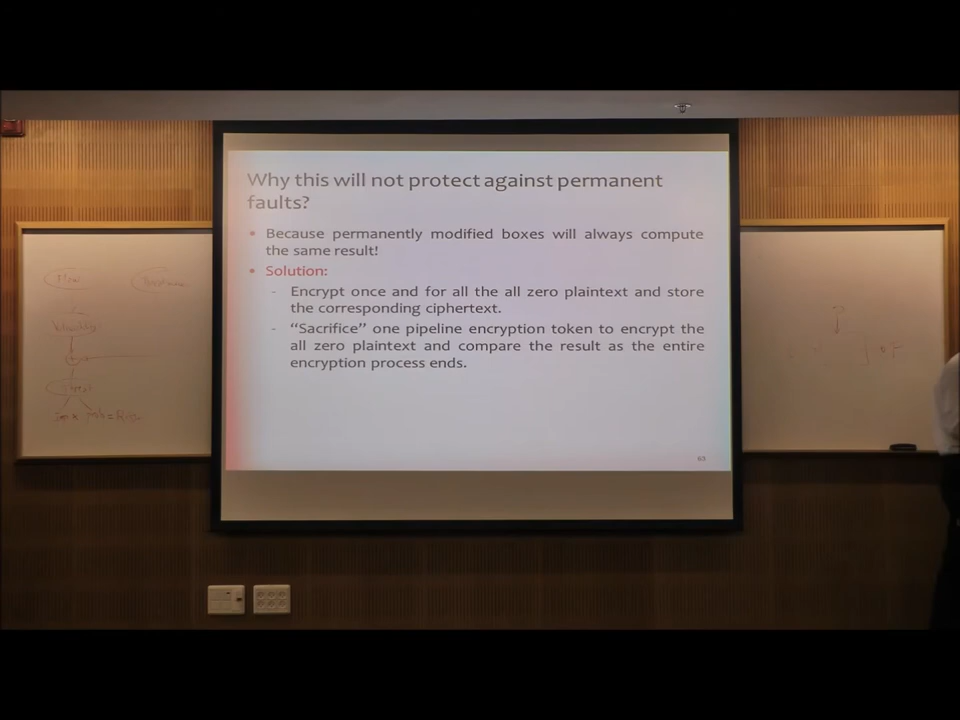 Why this will not protect against permanent
faults?
• Because permanently modified boxes will always compute
the same result!
• Solution:
- Encrypt once and for all the all zero plaintext and store
the corresponding ciphertext.
- “Sacrifice” one pipeline encryption token to encrypt the
all zero plaintext and compare the result as the entire
encryption process ends.
69